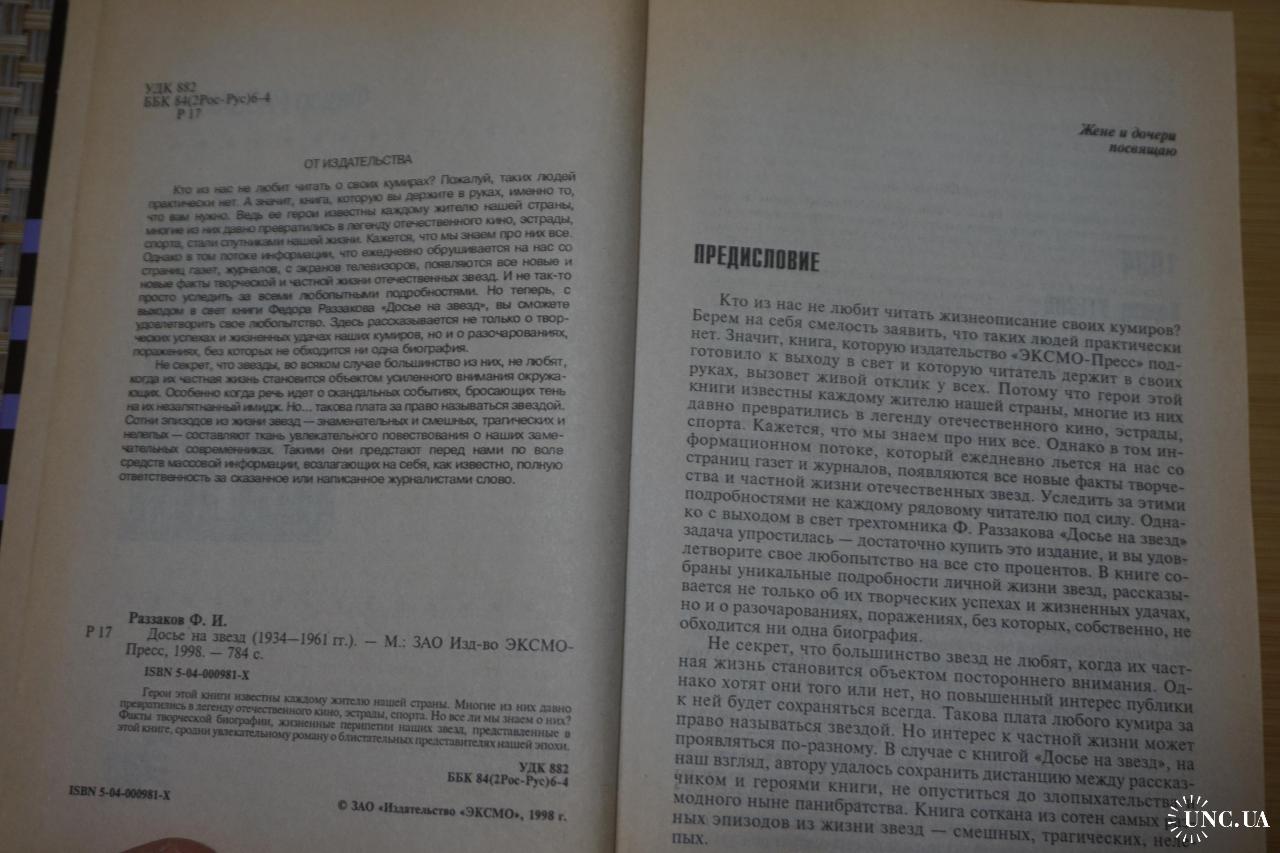 УДК 882
ББК 84(2Рос-Рус)6-4
Р 17
ОТ ИЗДАТЕЛЬСТВА
Кто из нас не любит читать о своих кумирах? Пожалуй, таких людей
практически нет. А значит, книга, которую вы держите в руках, именно то,
что вам нужно. Ведь ее герои известны каждому жителю нашей страны,
многие из них давно превратились в легенду отечественного кино, эстрады,
спорта, стали спутниками нашей жизни. Кажется, что мы знаем про них все.
Однако в том потоке информации, что ежедневно обрушивается на нас со
страниц газет, журналов, с экранов телевизоров, появляются все новые и
новые факты творческой и частной жизни отечественных звезд. И не так-то
просто уследить за всеми любопытными подробностями. Но теперь, с
выходом в свет книги Федора Раззакова «Досье на звезд», вы сможете
удовлетворить свое любопытство. Здесь рассказывается не только о твор-
ческих успехах и жизненных удачах наших кумиров, но и о разочарованиях,
поражениях, без которых не обходится ни одна биография.
Не секрет, что звезды, во всяком случае большинство из них, не любят,
когда их частная жизнь становится объектом усиленного внимания окружа-
ющих. Особенно когда речь идет о скандальных событиях, бросающих тень
на их незапятнанный имидж. Но... такова плата за право называться звездой.
Сотни эпизодов из жизни звезд — знаменательных и смешных, трагических и
нелепых — составляют ткань увлекательного повествования о наших заме-
чательных современниках. Такими они предстают перед нами по воле
средств массовой информации, возлагающих на себя, как известно, полную
ответственность за сказанное или написанное журналистами слово.
Раззаков Ф. И.
Р 17 Досье на звезд (1934—1961 гг.). — М.: ЗАО Изд-во ЭКСМО-
Пресс, 1998. — 784 с.
ISBN 5-04-000981-X
Герои этой книги известны каждому жителю нашей страны. Многие из них давно
превратились в легенду отечественного кино, эстрады, спорта. Но все ли мы знаем о них?
Факты творческой биографии, жизненные перипетии наших звезд, представленные в
этой книге, сродни увлекательному роману о блистательных представителях нашей эпохи.
УДК 882
ББК 84(2Рос-Рус)6-4
ISBN 5-04-000981-X
© ЗАО «Издательство «ЭКСМО», 1998 г.
Жене и дочери
посвящаю
ПРЕДИСЛОВИЕ
Кто из нас не любит читать жизнеописание своих кумиров?
Берем на себя смелость заявить, что таких людей практически
нет. Значит, книга, которую издательство «ЭКСМО-Пресс» под-
готовило к выходу в свет и которую читатель держит в своих
руках, вызовет живой отклик у всех. Потому что герои этой
книги известны каждому жителю нашей страны, многие из них
давно превратились в легенду отечественного кино, эстрады,
спорта. Кажется, что мы знаем про них все. Однако в том ин-
формационном потоке, который ежедневно льется на нас со
страниц газет и журналов, появляются все новые факты творче-
ства и частной жизни отечественных звезд. Уследить за этими
подробностями не каждому рядовому читателю под силу. Одна-
ко с выходом в свет трехтомника Ф. Раззакова «Досье на звезд»
задача упростилась — достаточно купить это издание, и вы удов-
летворите свое любопытство на все сто процентов. В книге со-
браны уникальные подробности личной жизни звезд, рассказы-
вается не только об их творческих успехах и жизненных удачах,
но и о разочарованиях, поражениях, без которых, собственно, не
обходится ни одна биография.
Не секрет, что большинство звезд не любят, когда их част-
ная жизнь становится объектом постороннего внимания. Од-
нако хотят они того или нет, но повышенный интерес публики
к ней будет сохраняться всегда. Такова плата любого кумира за
право называться звездой. Но интерес к частной жизни может
проявляться по-разному. В случае с книгой «Досье на звезд», на
наш взгляд, автору удалось сохранить дистанцию между рассказ-
чиком и героями книги, не опуститься до злопыхательства и
модного ныне панибратства. Книга соткана из сотен самых раз-
ных эпизодов из жизни звезд — смешных, трагических, неле-
пых.
UNC.UA